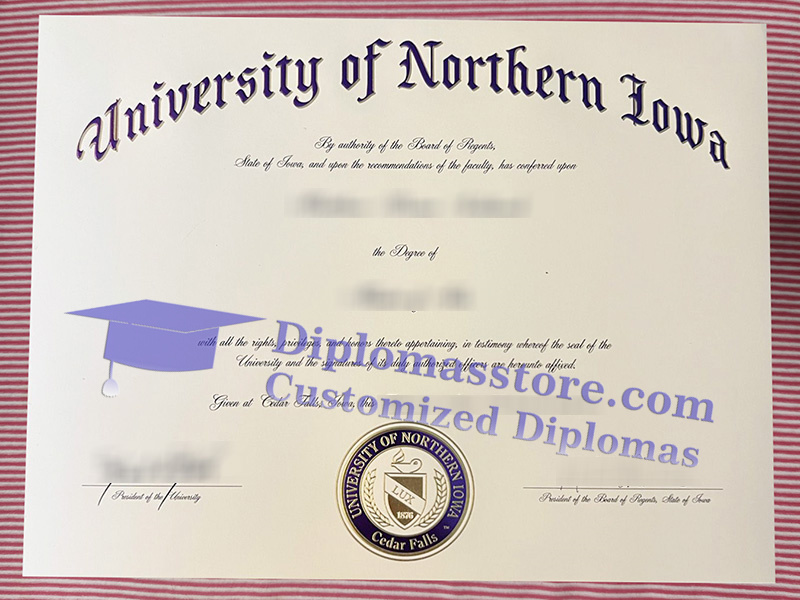 University of Northern Iowa
By authority of the Board of Regents,
State of Iowa, and upon the recommendations of the faculty, has conferred upon
the Degree of
with all the rights, privileges, and honors thereto appertaining, in testimony whereof the seal of the
University and the signatures of its duly authorized officers are hereunto affixed.
Given at Cedar Falls, Iowa, this
Diplomasstore.com
Customized Diplomas
President of the University
UNIVERSITY OF NORTHERN IOWA
LUX
1876
Cedar Falls
TM
President of the Board of Regents, State of Iowa